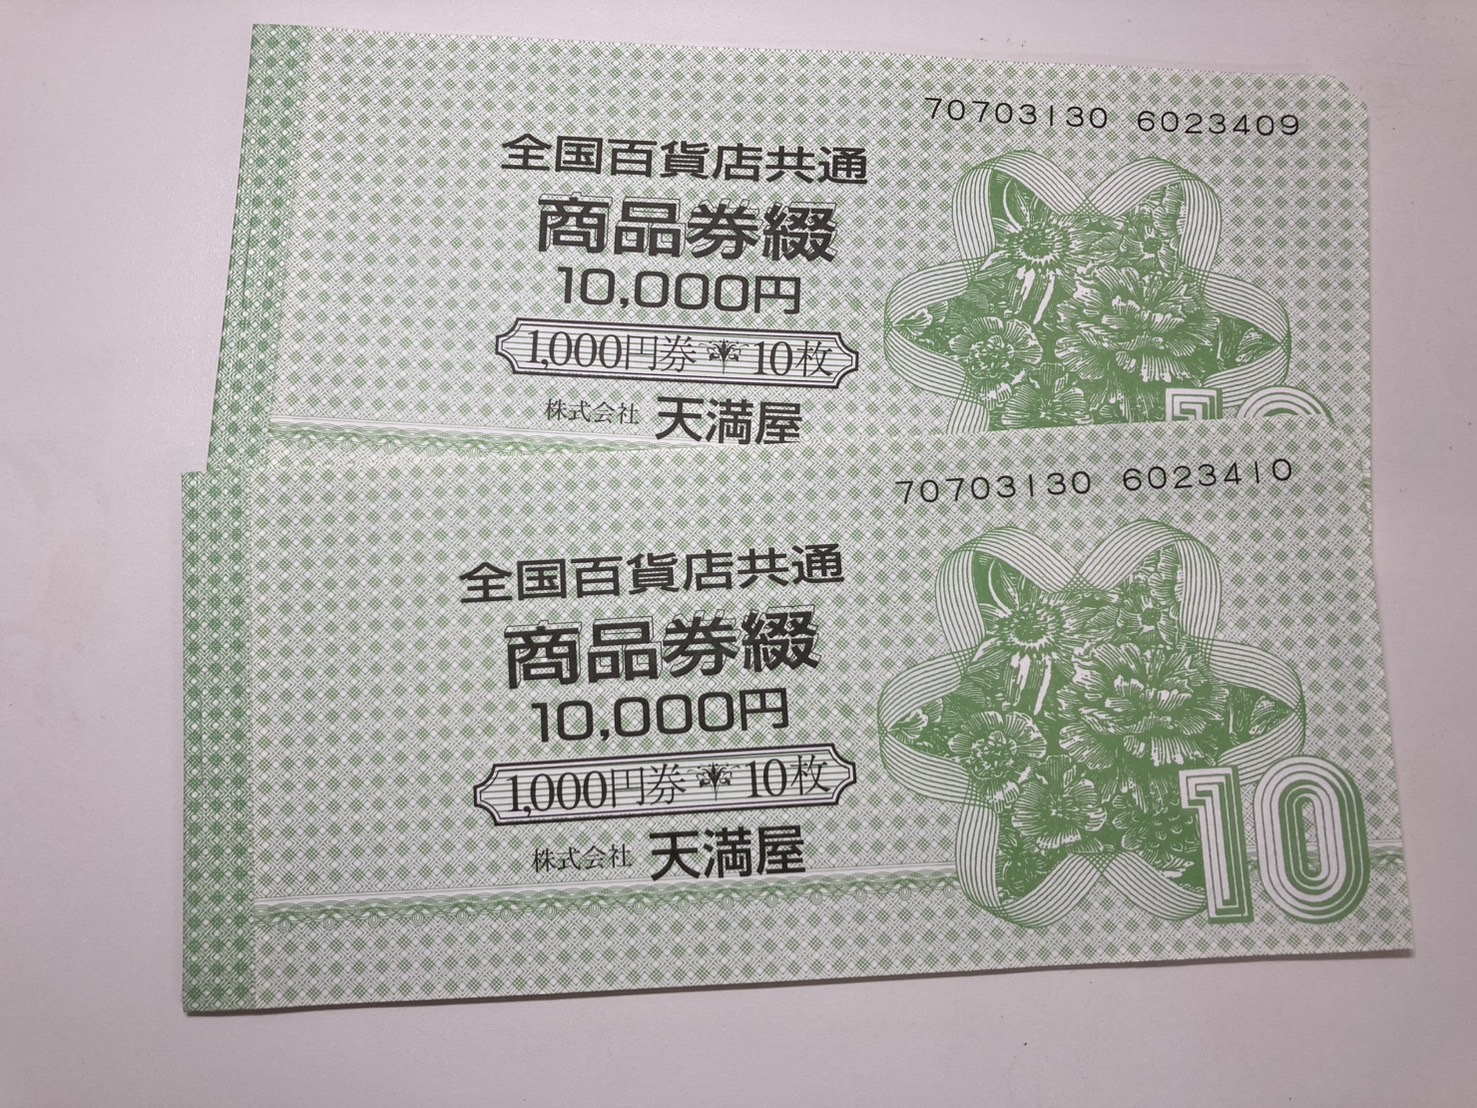 70703130 6023409
全国百貨店共通
商品券綴
10,000円
1,000円券 10枚
株式会社 天満屋
10
70703130 6023410
全国百貨店共通
商品券綴
10,000円
1,000円券 10枚
株式会社 天満屋
10